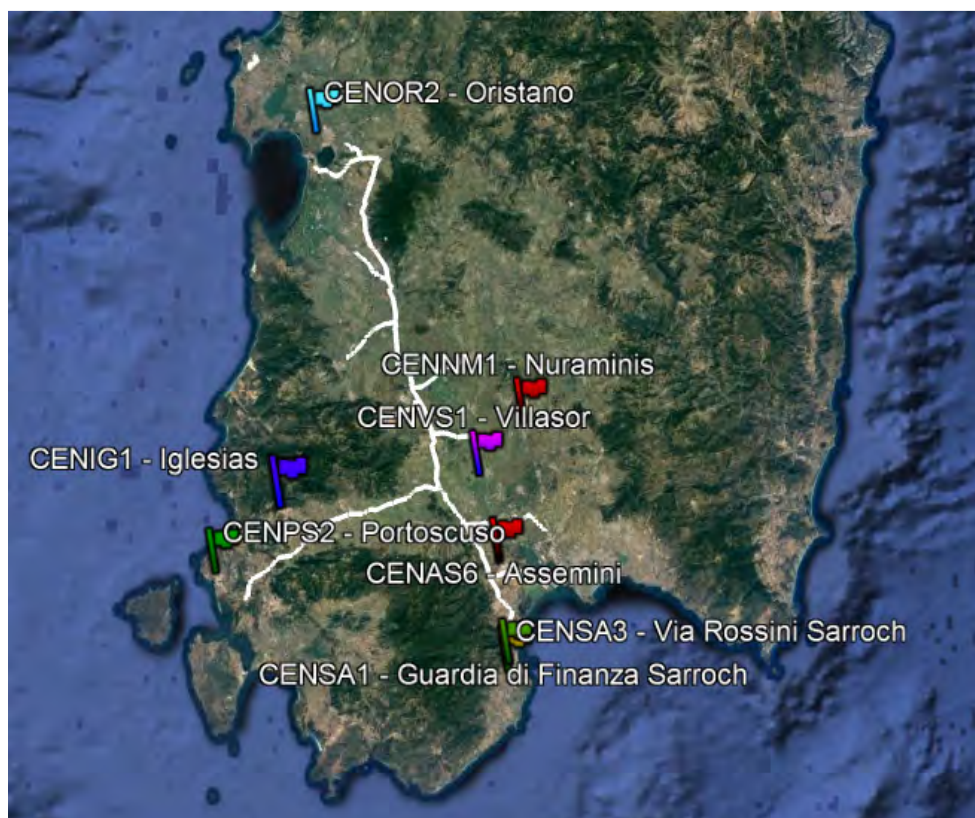 CENOR2 - Oristano
CENNM1 - Nuraminis
CENVS1 - Villasor
CENIG1 - Iglesias
CENPS2 - Portoscuso
CENAS6 - Assemini
CENSA3 - Via Rossini Sarroch
CENSA1 - Guardia di Finanza Sarroch